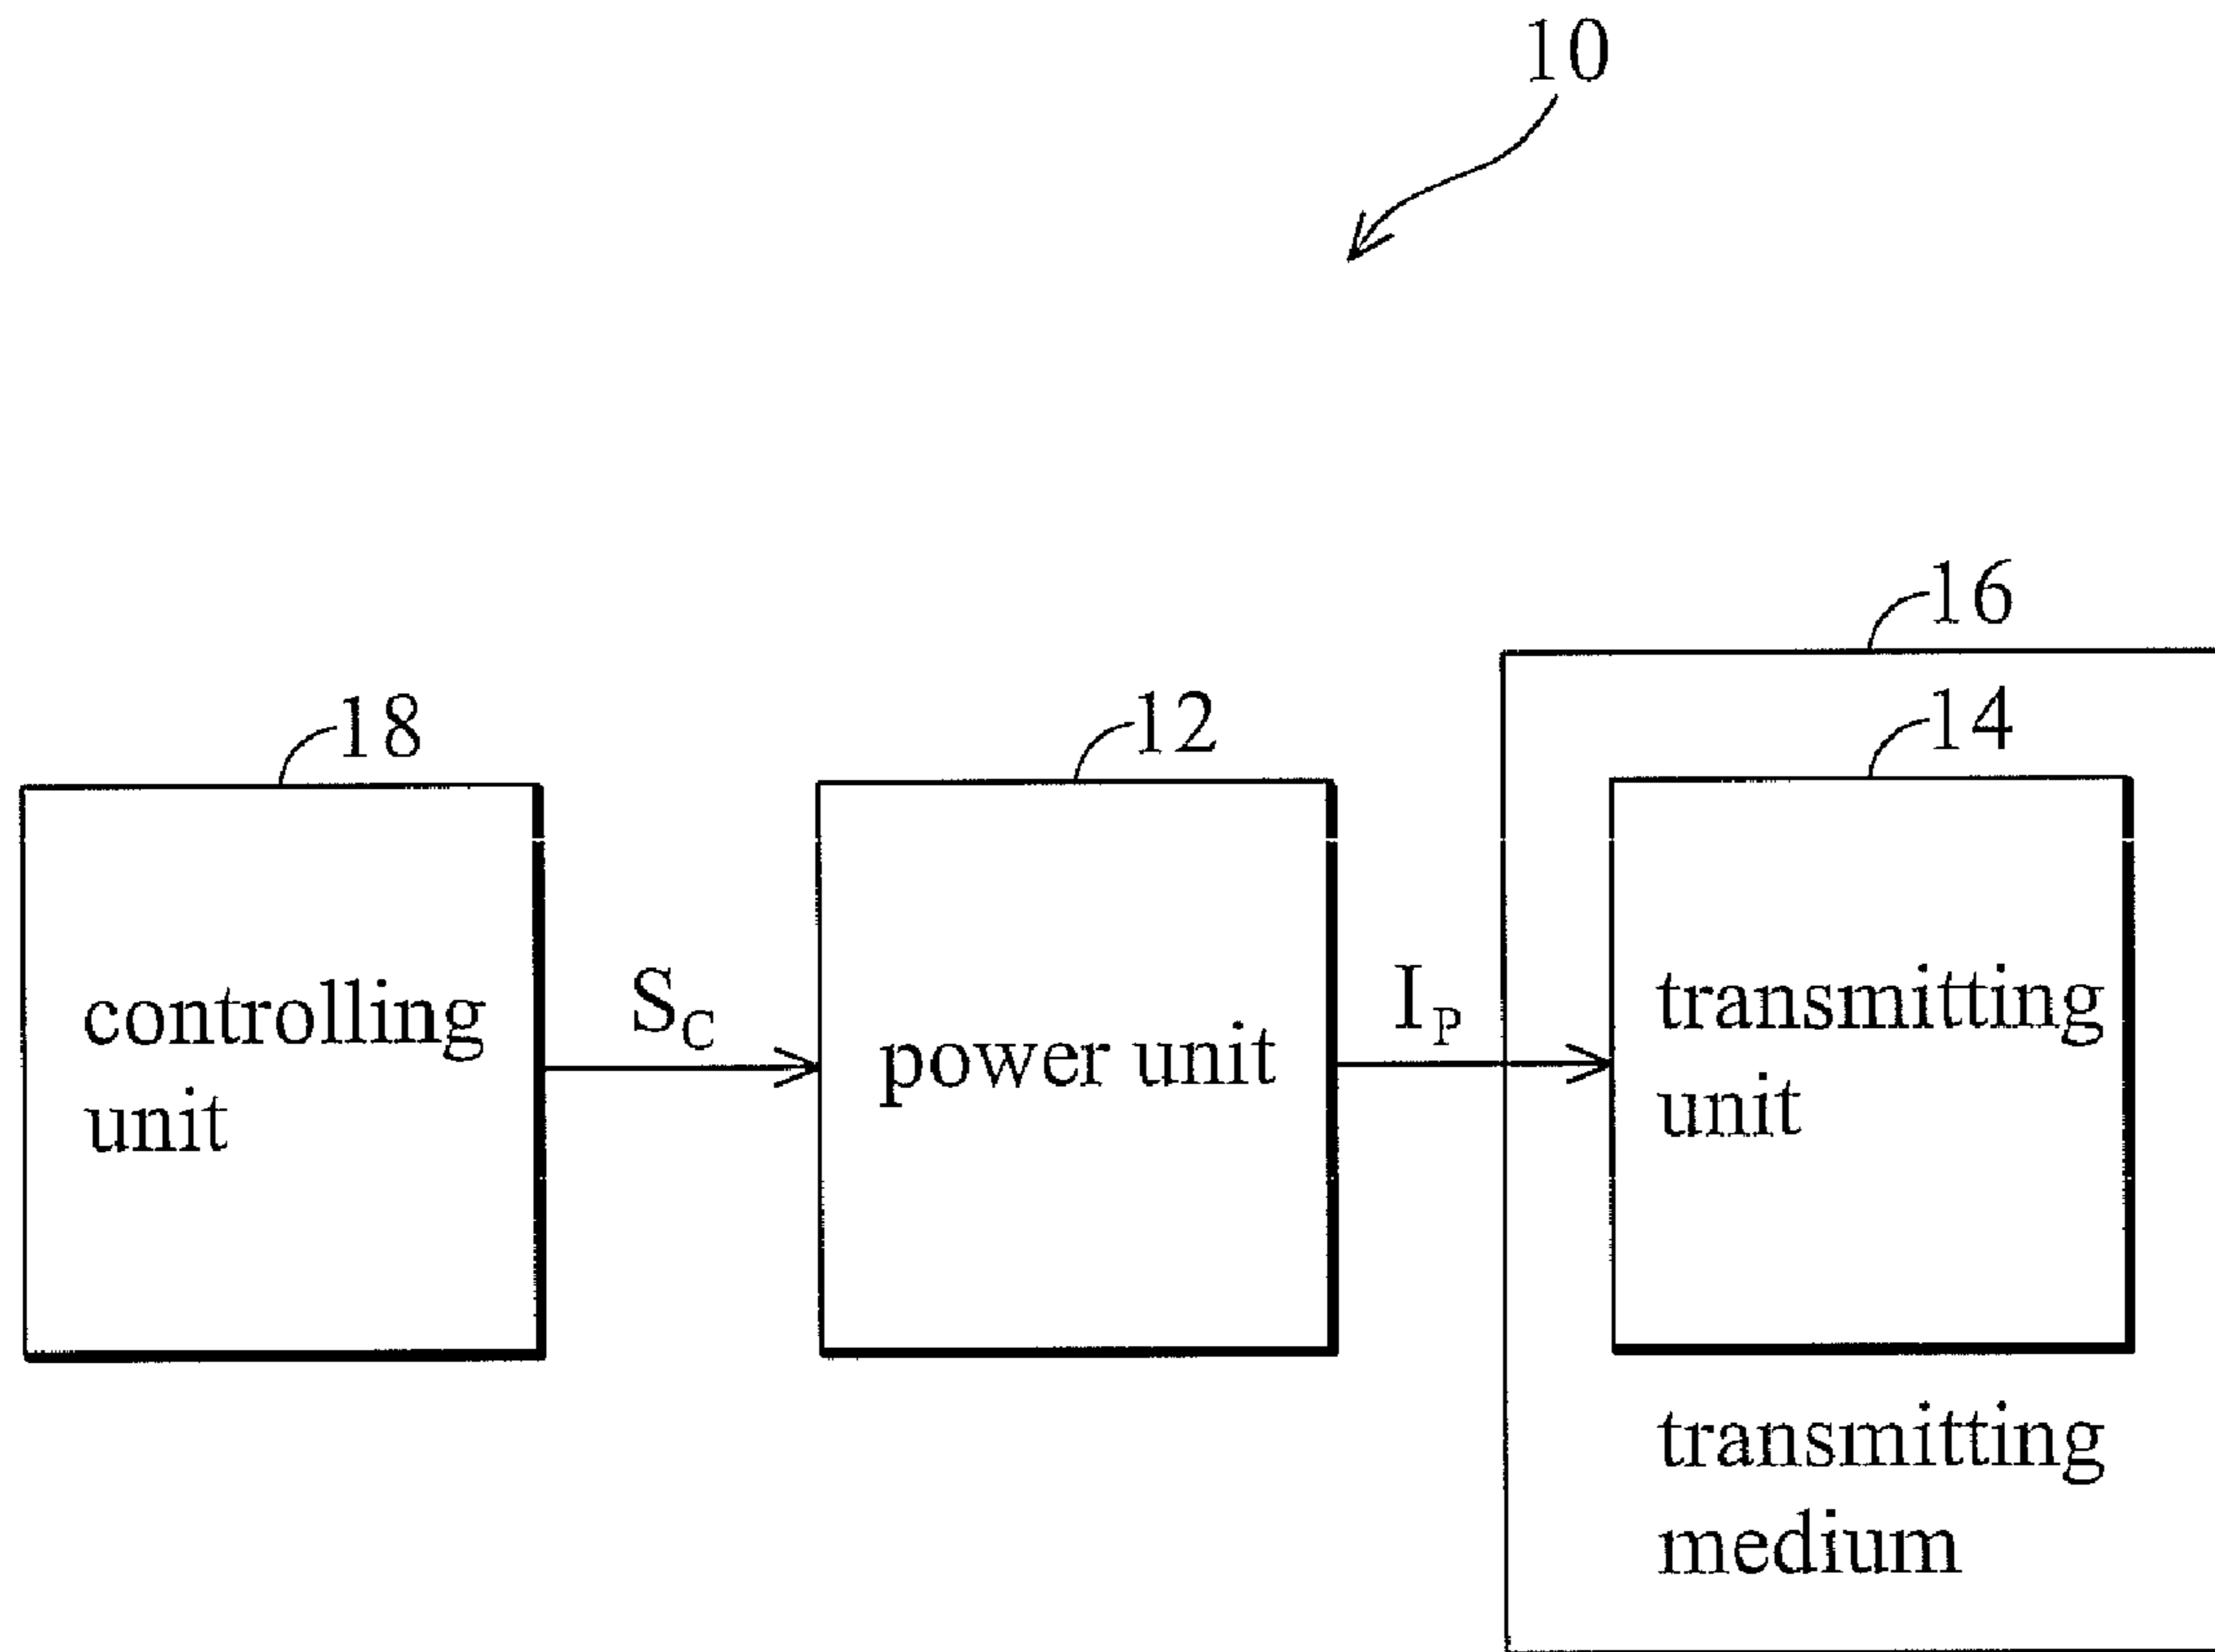 10
16
18
12
14
controlling
unit
S_C
power unit
I_P
transmitting
unit
transmitting
medium